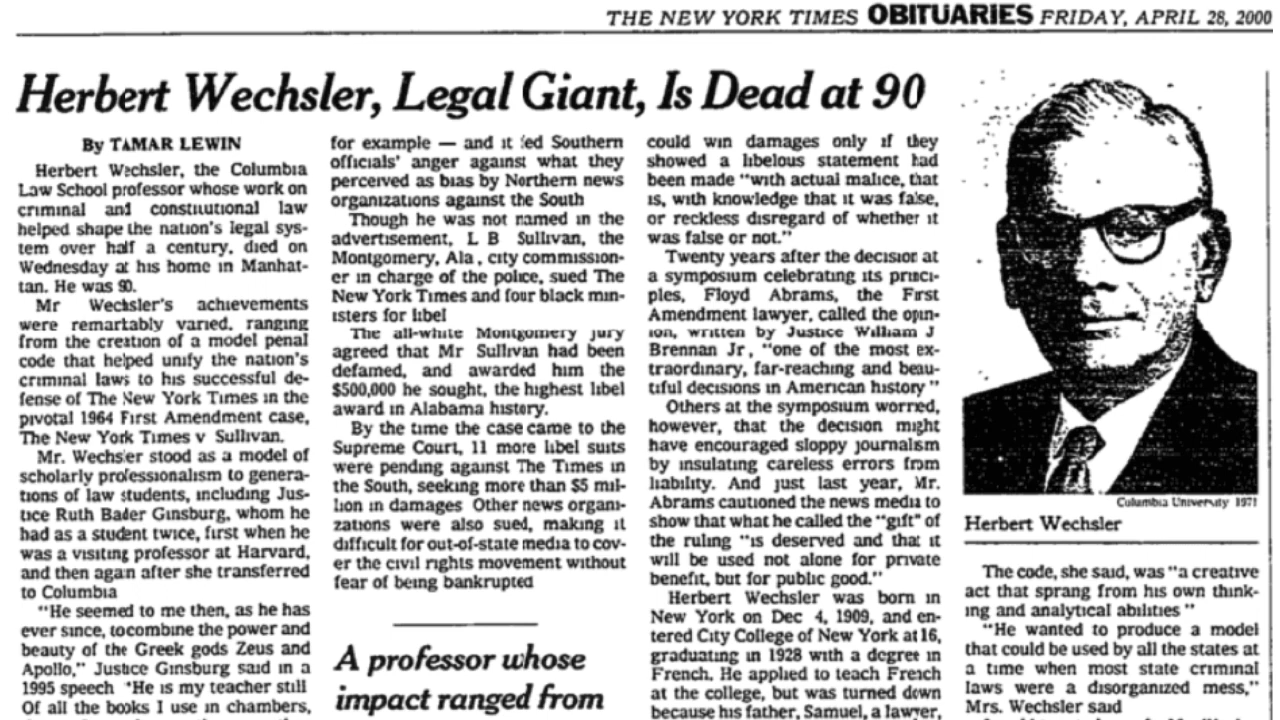 THE NEW YORK TIMES OBITUARIES FRIDAY, APRIL 28, 2000
Herbert Wechsler, Legal Giant, Is Dead at 90
By TAMAR LEWIN
Herbert Wechsler, the Columbia
Law School professor whose work on
criminal and constitutional law
helped shape the nation's legal sys-
tem over half a century, died on
Wednesday at his home in Manhat-
tan. He was 90.
Mr Wechsler's achievements
were remarkably varied, ranging
from the creation of a model penal
code that helped unify the nation's
criminal laws to his successful de-
fense of The New York Times in the
pivotal 1964 First Amendment case,
The New York Times v Sullivan.
Mr. Wechsler stood as a model of
scholarly professionalism to genera-
tions of law students, including Jus-
tice Ruth Bader Ginsburg, whom he
had as a student twice, first when he
was a visiting professor at Harvard,
and then again after she transferred
to Columbia
"He seemed to me then, as he has
ever since, to combine the power and
beauty of the Greek gods Zeus and
Apollo," Justice Ginsburg said in a
1995 speech "He is my teacher still
Of all the books I use in chambers,
for example — and it fed Southern
officials' anger against what they
perceived as bias by Northern news
organizations against the South
Though he was not named in the
advertisement, L B Sullivan, the
Montgomery, Ala, city commission-
er in charge of the police, sued The
New York Times and four black min-
isters for libel
The all-white Montgomery jury
agreed that Mr Sullivan had been
defamed, and awarded him the
$500,000 he sought, the highest libel
award in Alabama history.
By the time the case came to the
Supreme Court, 11 more libel suits
were pending against The Times in
the South, seeking more than $5 mil-
lion in damages Other news organi-
zations were also sued, making it
difficult for out-of-state media to cov-
er the civil rights movement without
fear of being bankrupted
A professor whose
impact ranged from
could win damages only if they
showed a libelous statement had
been made "with actual malice, that
is, with knowledge that it was false,
or reckless disregard of whether it
was false or not."
Twenty years after the decision at
a symposium celebrating its princi-
ples, Floyd Abrams, the First
Amendment lawyer, called the opin-
ion, written by Justice William J
Brennan Jr, "one of the most ex-
traordinary, far-reaching and beau-
tiful decisions in American history"
Others at the symposium worried,
however, that the decision might
have encouraged sloppy journalism
by insulating careless errors from
liability. And just last year, Mr.
Abrams cautioned the news media to
show that what he called the "gift" of
the ruling "is deserved and that it
will be used not alone for private
benefit, but for public good."
Herbert Wechsler was born in
New York on Dec 4, 1909, and en-
tered City College of New York at 16,
graduating in 1928 with a degree in
French. He applied to teach French
at the college, but was turned down
because his father, Samuel, a lawyer,
Columbia University 1971
Herbert Wechsler
The code, she said, was "a creative
act that sprang from his own think-
ing and analytical abilities"
"He wanted to produce a model
that could be used by all the states at
a time when most state criminal
laws were a disorganized mess,"
Mrs. Wechsler said